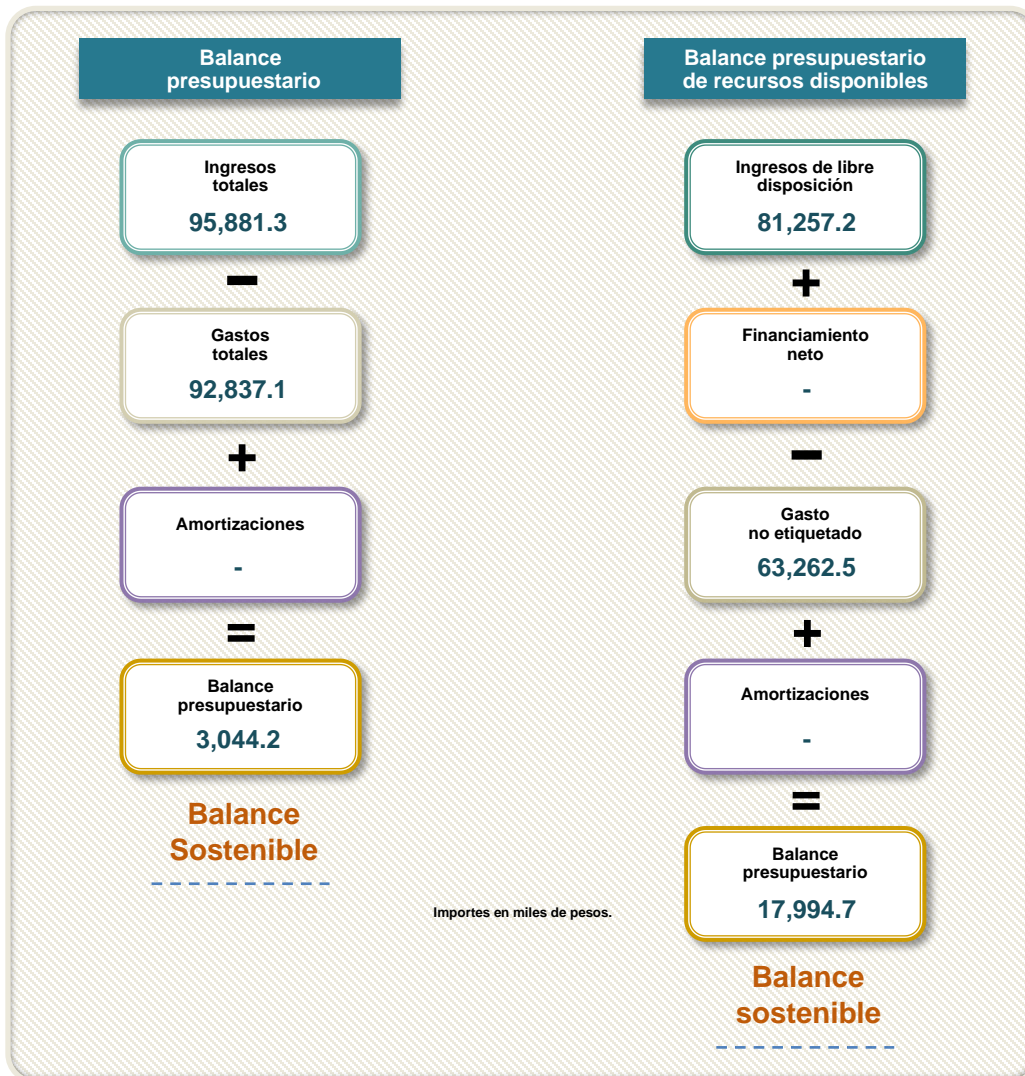 Balance
presupuestario
Ingresos
totales
95,881.3
−
Gastos
totales
92,837.1
+
Amortizaciones
-
=
Balance
presupuestario
3,044.2
Balance
Sostenible
Balance presupuestario
de recursos disponibles
Ingresos de libre
disposición
81,257.2
+
Financiamiento
neto
-
−
Gasto
no etiquetado
63,262.5
+
Amortizaciones
-
=
Balance
presupuestario
17,994.7
Balance
sostenible
Importes en miles de pesos.